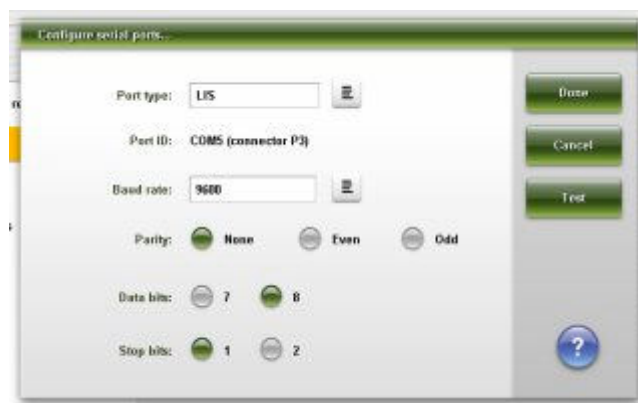 Configure serial ports...
Port type: LIS
Done
Port ID: COM5 (connector P3)
Cancel
Baud rate: 9600
Test
Parity: None Even Odd
Data bits: 7 8
Stop bits: 1 2
?